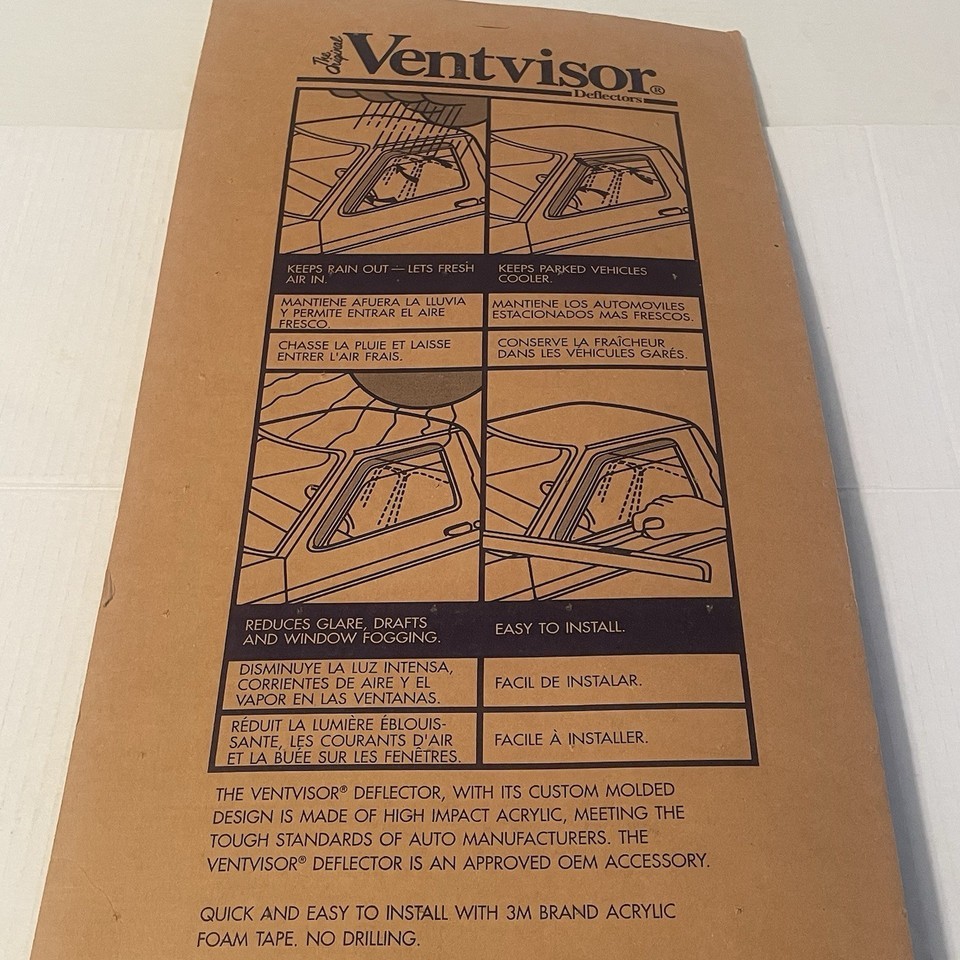 The Original
Ventvisor®
Deflectors
KEEPS RAIN OUT — LETS FRESH
AIR IN.
MANTIENE AFUERA LA LLUVIA
Y PERMITE ENTRAR EL AIRE
FRESCO.
CHASSE LA PLUIE ET LAISSE
ENTRER L'AIR FRAIS.
KEEPS PARKED VEHICLES
COOLER.
MANTIENE LOS AUTOMOVILES
ESTACIONADOS MAS FRESCOS.
CONSERVE LA FRAÎCHEUR
DANS LES VÉHICULES GARÉS.
REDUCES GLARE, DRAFTS
AND WINDOW FOGGING.
DISMINUYE LA LUZ INTENSA,
CORRIENTES DE AIRE Y EL
VAPOR EN LAS VENTANAS.
RÉDUIT LA LUMIÈRE ÉBLOUIS-
SANTE, LES COURANTS D'AIR
ET LA BUÉE SUR LES FENÊTRES.
EASY TO INSTALL.
FACIL DE INSTALAR.
FACILE À INSTALLER.
THE VENTVISOR® DEFLECTOR, WITH ITS CUSTOM MOLDED
DESIGN IS MADE OF HIGH IMPACT ACRYLIC, MEETING THE
TOUGH STANDARDS OF AUTO MANUFACTURERS. THE
VENTVISOR® DEFLECTOR IS AN APPROVED OEM ACCESSORY.
QUICK AND EASY TO INSTALL WITH 3M BRAND ACRYLIC
FOAM TAPE. NO DRILLING.